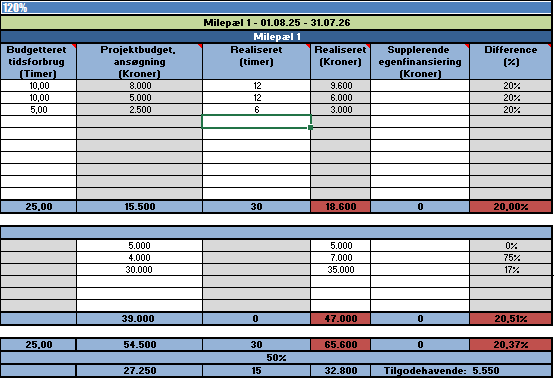 120%
Milepæl 1 - 01.08.25 - 31.07.26
Milepæl 1
Budgetteret tidsforbrug (Timer) Projektbudget, ansøgning (Kroner) Realiseret (timer) Realiseret (Kroner) Supplerende egenfinansiering (Kroner) Difference (%)
10,00 8.000 12 9.600 20%
10,00 5.000 12 6.000 20%
5,00 2.500 6 3.000 20%
25,00 15.500 30 18.600 0 20,00%
5.000 5.000 0%
4.000 7.000 75%
30.000 35.000 17%
39.000 0 47.000 0 20,51%
25,00 54.500 30 65.600 0 20,37%
50%
27.250 15 32.800 Tilgodehavende: 5.550